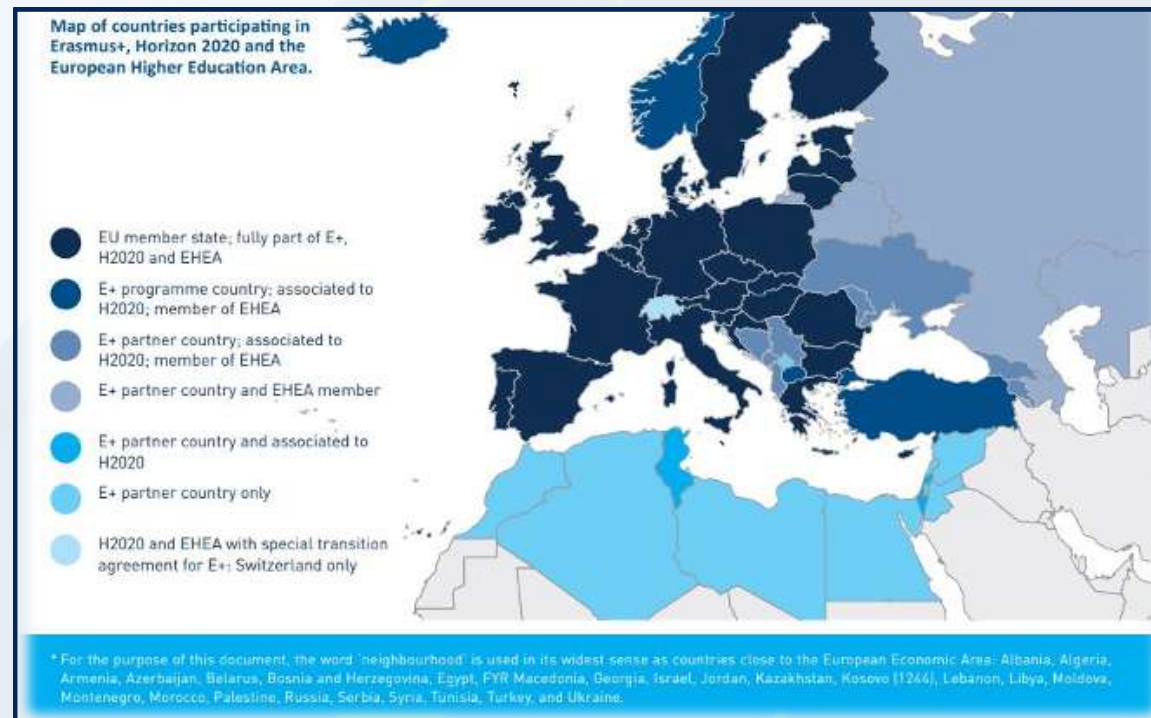 Map of countries participating in
Erasmus+, Horizon 2020 and the
European Higher Education Area.
EU member state; fully part of E+,
H2020 and EHEA
E+ programme country; associated to
H2020; member of EHEA
E+ partner country; associated to
H2020; member of EHEA
E+ partner country and EHEA member
E+ partner country and associated to
H2020
E+ partner country only
H2020 and EHEA with special transition
agreement for E+: Switzerland only
* For the purpose of this document, the word 'neighbourhood' is used in its widest sense as countries close to the European Economic Area: Albania, Algeria,
Armenia, Azerbaijan, Belarus, Bosnia and Herzegovina, Egypt, FYR Macedonia, Georgia, Israel, Jordan, Kazakhstan, Kosovo (1244), Lebanon, Libya, Moldova,
Montenegro, Morocco, Palestine, Russia, Serbia, Syria, Tunisia, Turkey, and Ukraine.